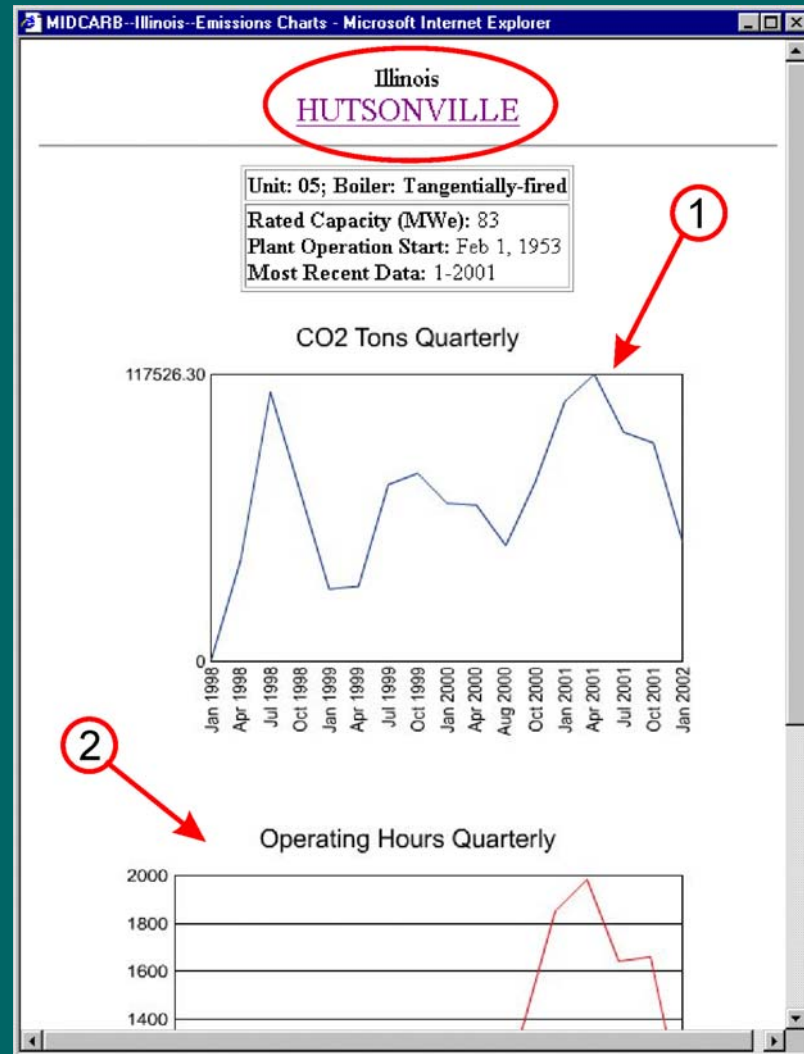 MIDCARB--Illinois--Emissions Charts - Microsoft Internet Explorer
Illinois
HUTSONVILLE
Unit: 05; Boiler: Tangentially-fired
Rated Capacity (MWe): 83
Plant Operation Start: Feb 1, 1953
Most Recent Data: 1-2001
1
CO2 Tons Quarterly
117526.30
0
Jan 1998
Apr 1998
Jul 1998
Oct 1998
Jan 1999
Apr 1999
Jul 1999
Oct 1999
Jan 2000
Apr 2000
Aug 2000
Oct 2000
Jan 2001
Apr 2001
Jul 2001
Oct 2001
Jan 2002
2
Operating Hours Quarterly
2000
1800
1600
1400